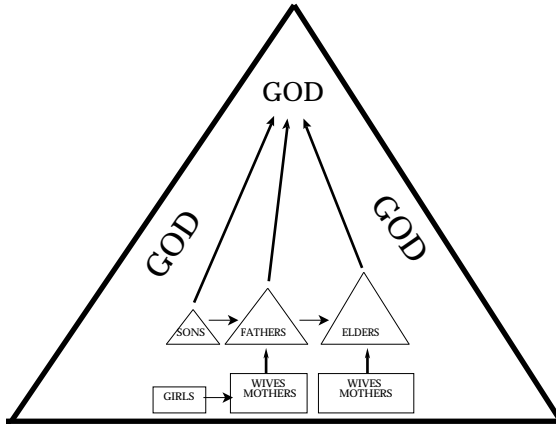 GOD
GOD
GOD
SONS
FATHERS
ELDERS
GIRLS
WIVES
MOTHERS
WIVES
MOTHERS